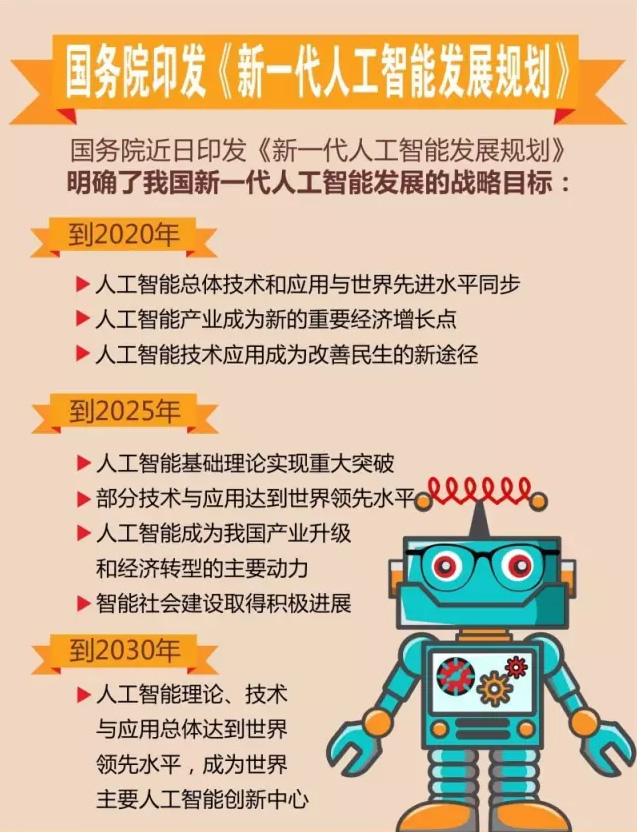 国务院印发《新一代人工智能发展规划》
国务院近日印发《新一代人工智能发展规划》
明确了我国新一代人工智能发展的战略目标：
到2020年
人工智能总体技术和应用与世界先进水平同步
人工智能产业成为新的重要经济增长点
人工智能技术应用成为改善民生的新途径
到2025年
人工智能基础理论实现重大突破
部分技术与应用达到世界领先水平
人工智能成为我国产业升级
和经济转型的主要动力
智能社会建设取得积极进展
到2030年
人工智能理论、技术
与应用总体达到世界
领先水平，成为世界
主要人工智能创新中心